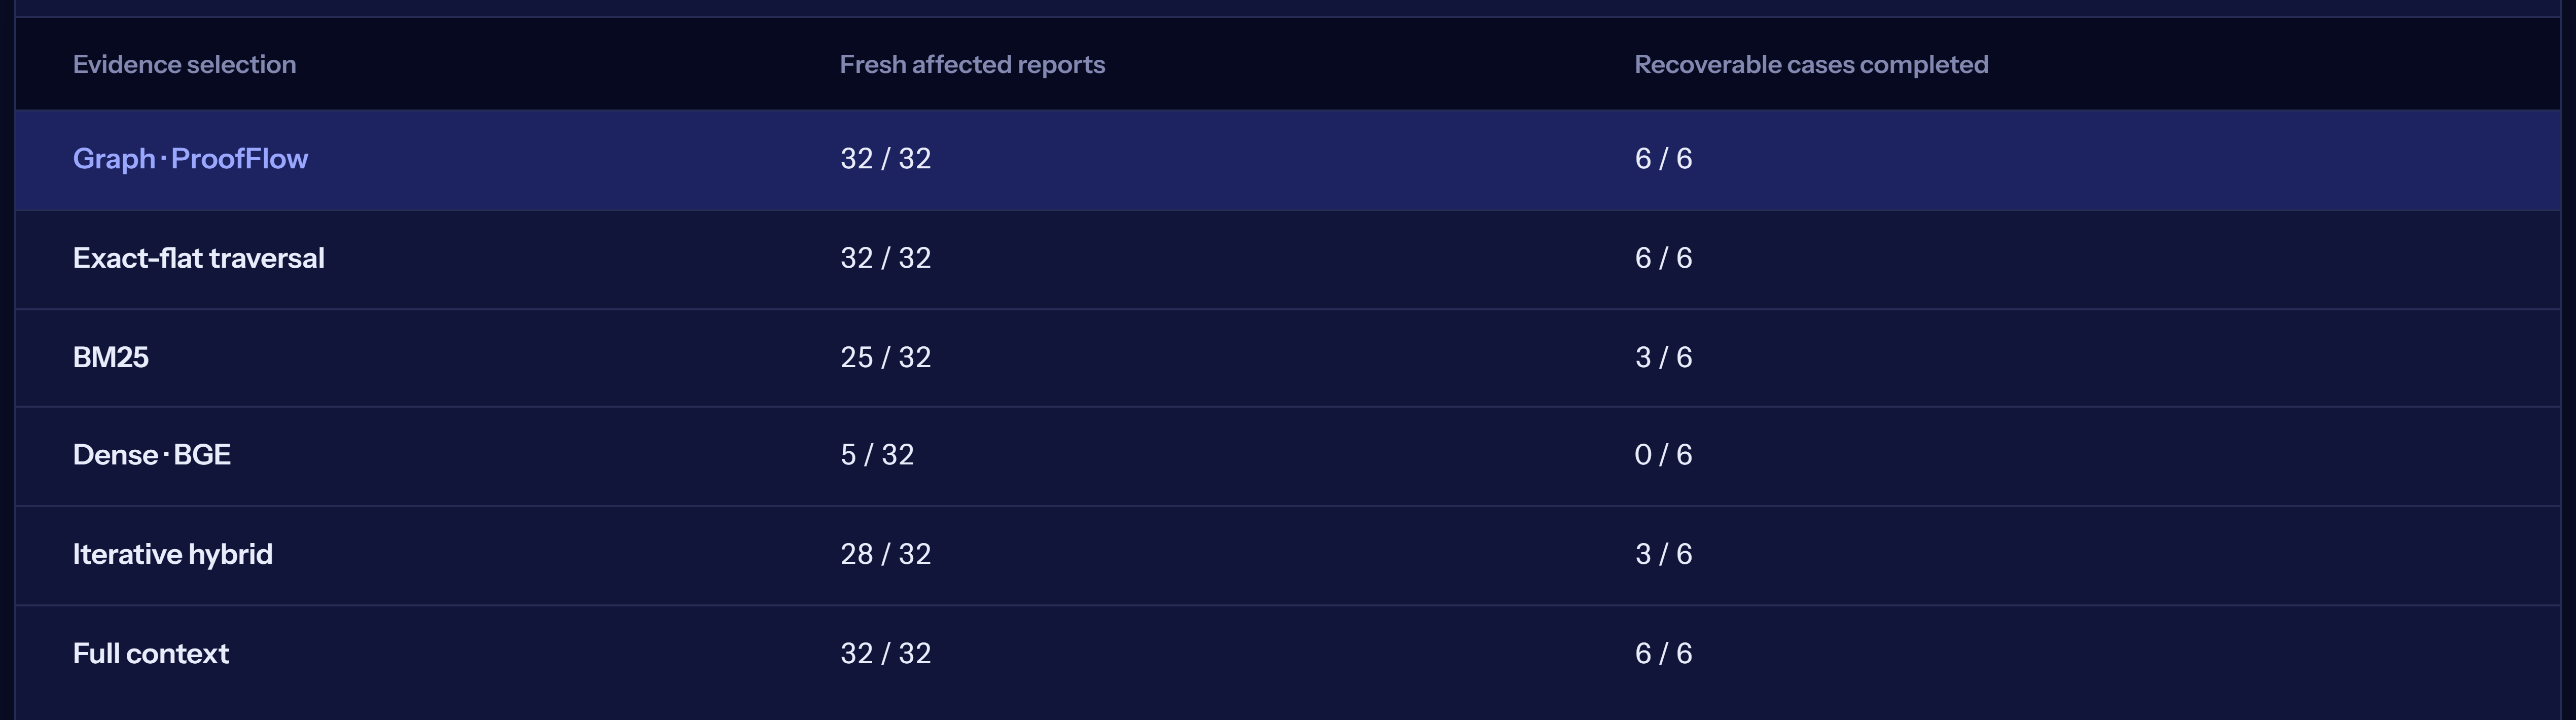 Evidence selection Fresh affected reports Recoverable cases completed
Graph · ProofFlow 32 / 32 6 / 6
Exact-flat traversal 32 / 32 6 / 6
BM25 25 / 32 3 / 6
Dense · BGE 5 / 32 0 / 6
Iterative hybrid 28 / 32 3 / 6
Full context 32 / 32 6 / 6